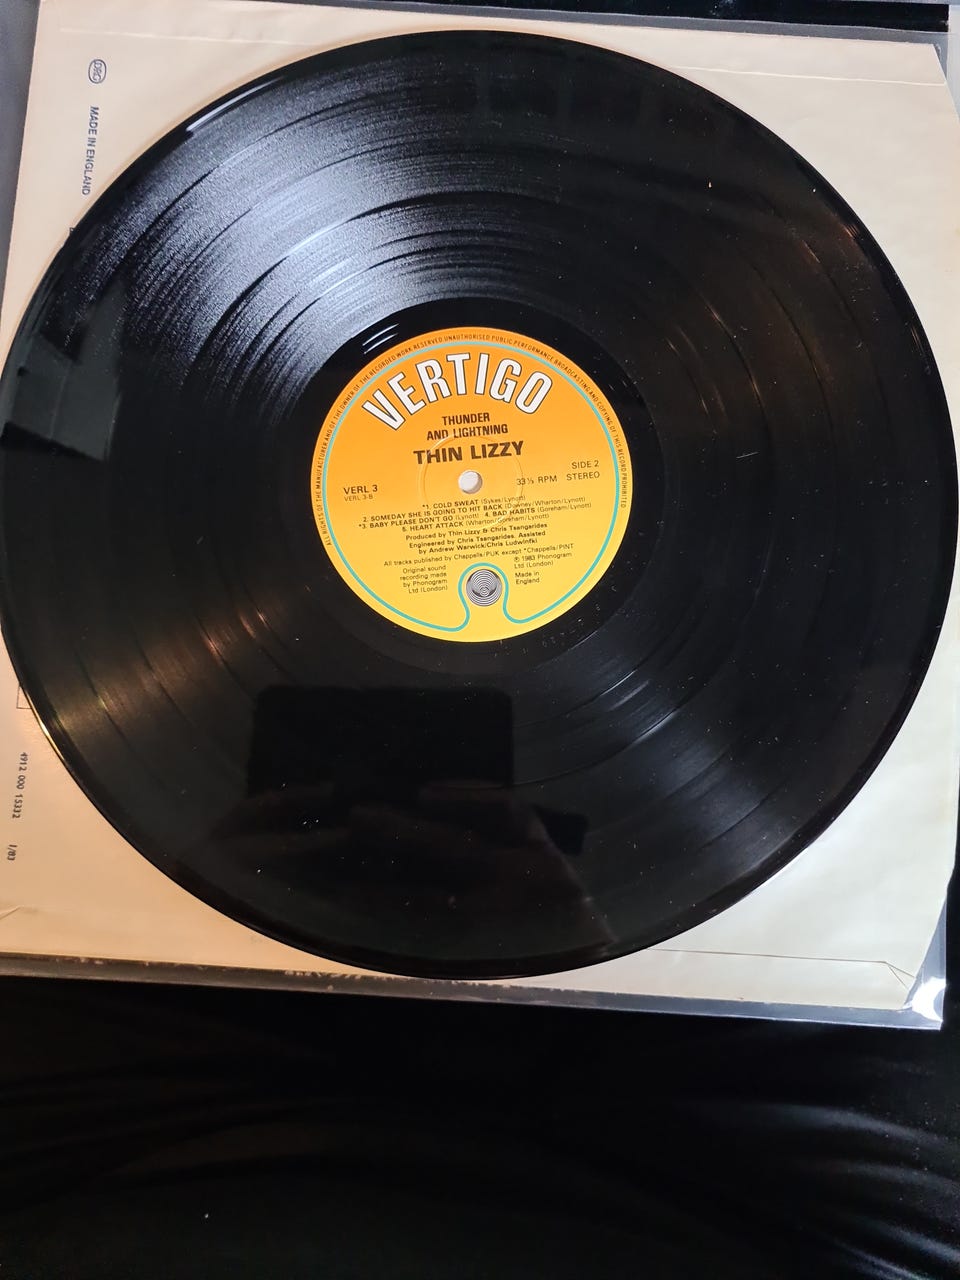 D&C
MADE IN ENGLAND
ALL RIGHTS OF THE MANUFACTURER AND OF THE OWNER OF THE RECORDED WORK RESERVED UNAUTHORISED PUBLIC PERFORMANCE BROADCASTING AND COPYING OF THIS RECORD PROHIBITED
VERTIGO
THUNDER
AND LIGHTNING
THIN LIZZY
SIDE 2
VERL 3
33⅓ RPM STEREO
VERL 3-B
*1. COLD SWEAT (Sykes/Lynott)
2. SOMEDAY SHE IS GOING TO HIT BACK (Downey/Wharton/Lynott)
*3. BABY PLEASE DON'T GO (Lynott) 4. BAD HABITS (Goreham/Lynott)
5. HEART ATTACK (Wharton/Goreham/Lynott)
Produced by Thin Lizzy & Chris Tsangarides
Engineered by Chris Tsangarides. Assisted
by Andrew Warwick/Chris Ludwinfki
All tracks published by Chappells/PUK except *Chappells/PINT
Original sound
recording made
by Phonogram
Ltd (London)
℗ 1983 Phonogram
Ltd (London)
Made in
England
4912 000 15332
1/83